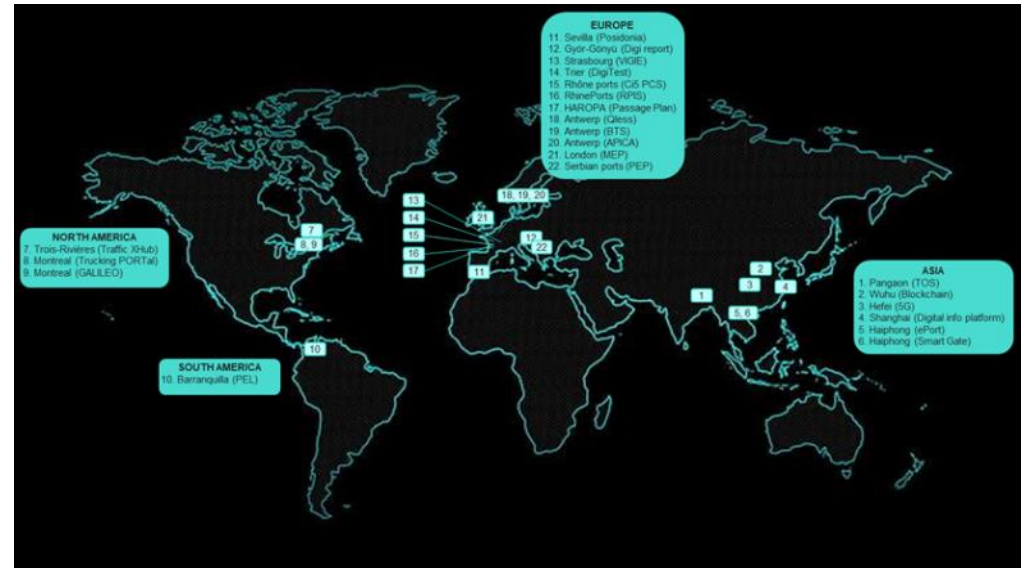 EUROPE
11. Sevilla (Posidonia)
12. Györ-Gönyü (Digi report)
13. Strasbourg (VIGIE)
14. Trier (DigiTest)
15. Rhône ports (Ci5 PCS)
16. RhinePorts (RPIS)
17. HAROPA (Passage Plan)
18. Antwerp (Qless)
19. Antwerp (BTS)
20. Antwerp (APICA)
21. London (MEP)
22. Serbian ports (PEP)
13
14
15
16
17
18, 19, 20
21
12
22
11
7
8, 9
NORTH AMERICA
7. Trois-Rivières (Traffic XHub)
8. Montreal (Trucking PORTal)
9. Montreal (GALILEO)
10
SOUTH AMERICA
10. Barranquilla (PEL)
1
2
3
4
5, 6
ASIA
1. Pangaon (TOS)
2. Wuhu (Blockchain)
3. Hefei (5G)
4. Shanghai (Digital info platform)
5. Haiphong (ePort)
6. Haiphong (Smart Gate)